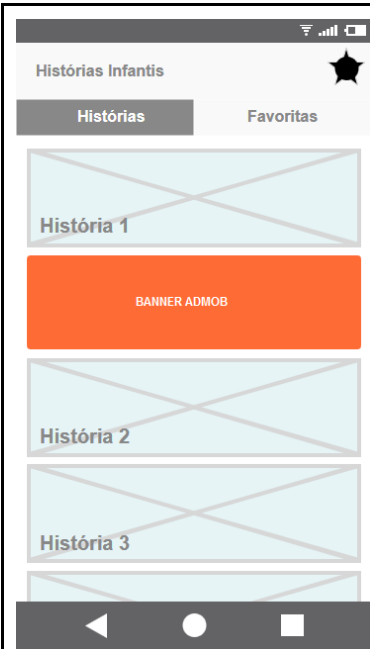 Histórias Infantis
Histórias
Favoritas
História 1
BANNER ADMOB
História 2
História 3